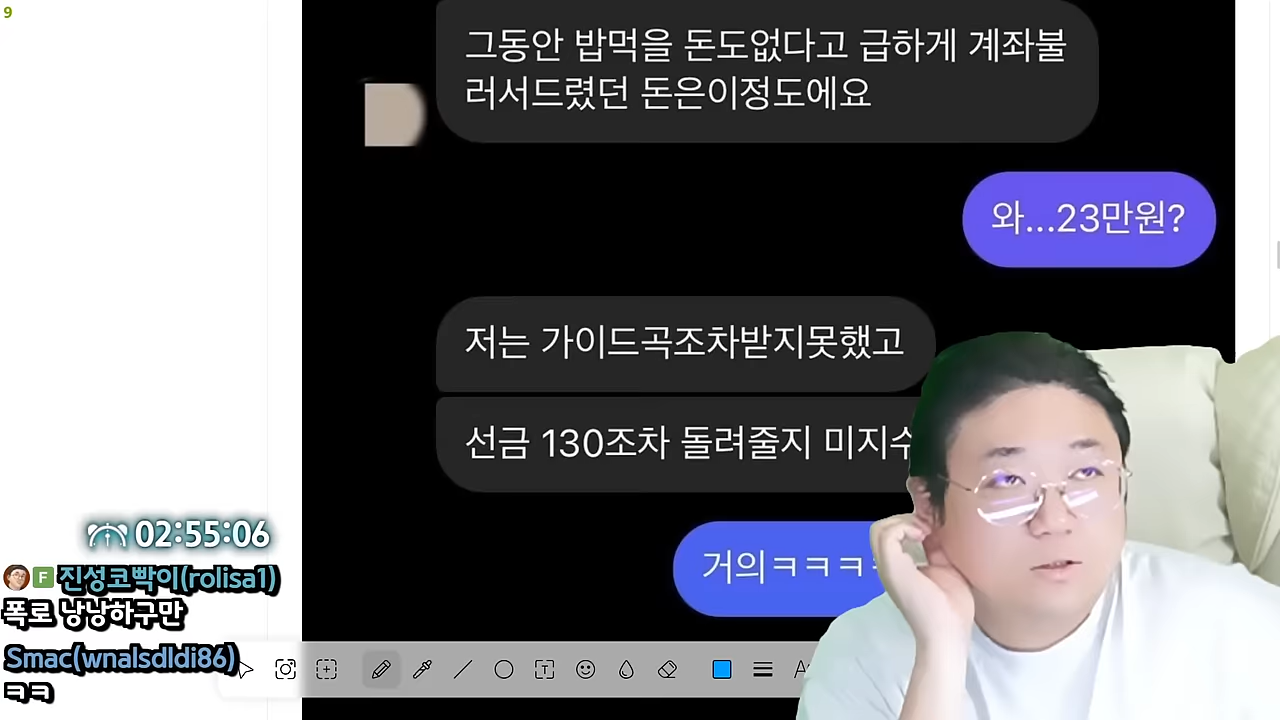 9
그동안 밥먹을 돈도없다고 급하게 계좌불
러서드렸던 돈은이정도에요
와...23만원?
저는 가이드곡조차받지못했고
선금 130조차 돌려줄지 미지수
거의ㅋㅋㅋ
02:55:06
F 진성코빡이(rolisa1)
폭로 낭낭하구만
Smac(wnalsdldi86)
ㅋㅋ
T
A